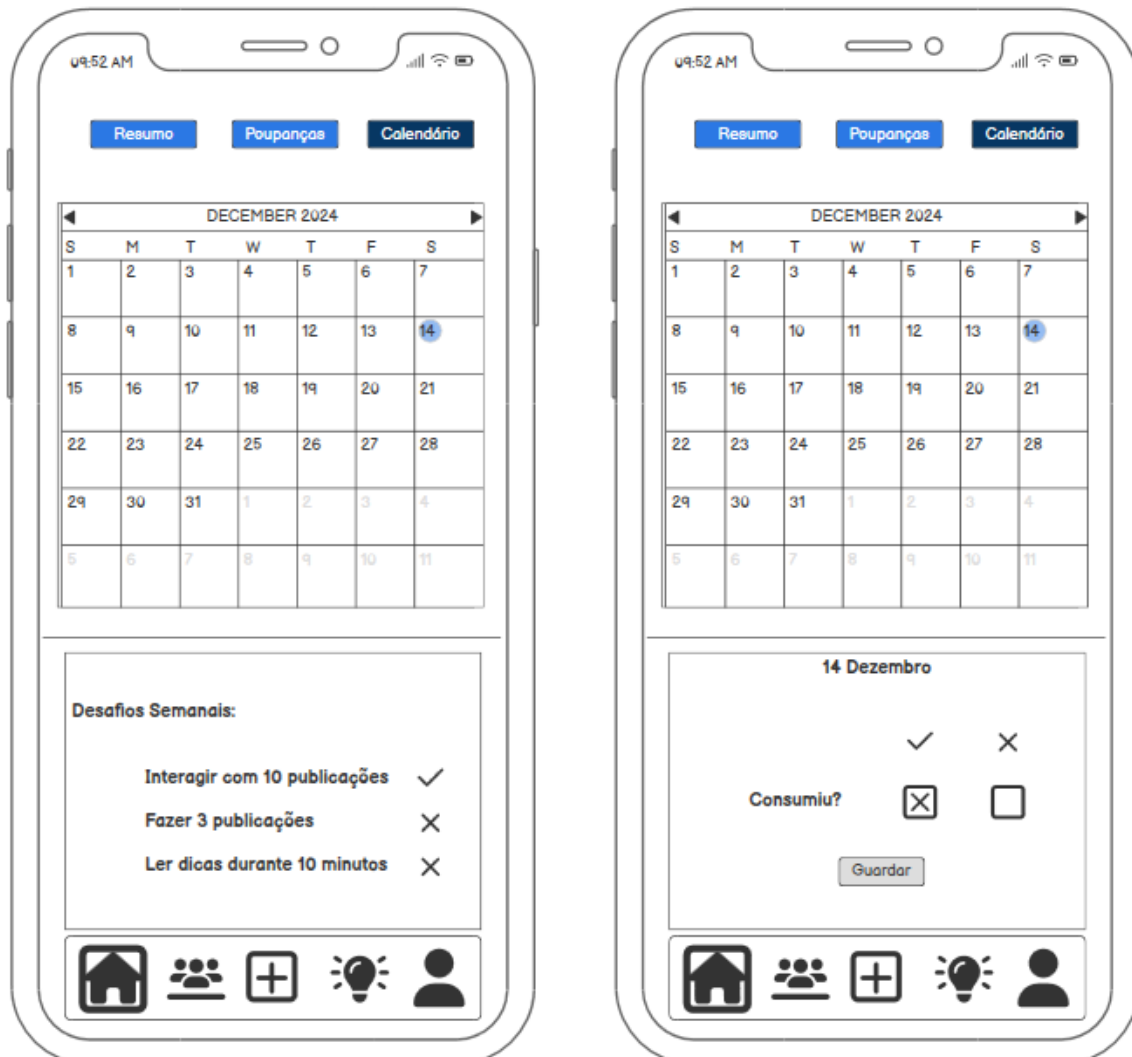 09:52 AM
Resumo Poupanças Calendário
DECEMBER 2024
S M T W T F S
1 2 3 4 5 6 7
8 9 10 11 12 13 14
15 16 17 18 19 20 21
22 23 24 25 26 27 28
29 30 31 1 2 3 4
5 6 7 8 9 10 11
Desafios Semanais:
Interagir com 10 publicações
Fazer 3 publicações
Ler dicas durante 10 minutos
09:52 AM
Resumo Poupanças Calendário
DECEMBER 2024
S M T W T F S
1 2 3 4 5 6 7
8 9 10 11 12 13 14
15 16 17 18 19 20 21
22 23 24 25 26 27 28
29 30 31 1 2 3 4
5 6 7 8 9 10 11
14 Dezembro
Consumiu?
Guardar